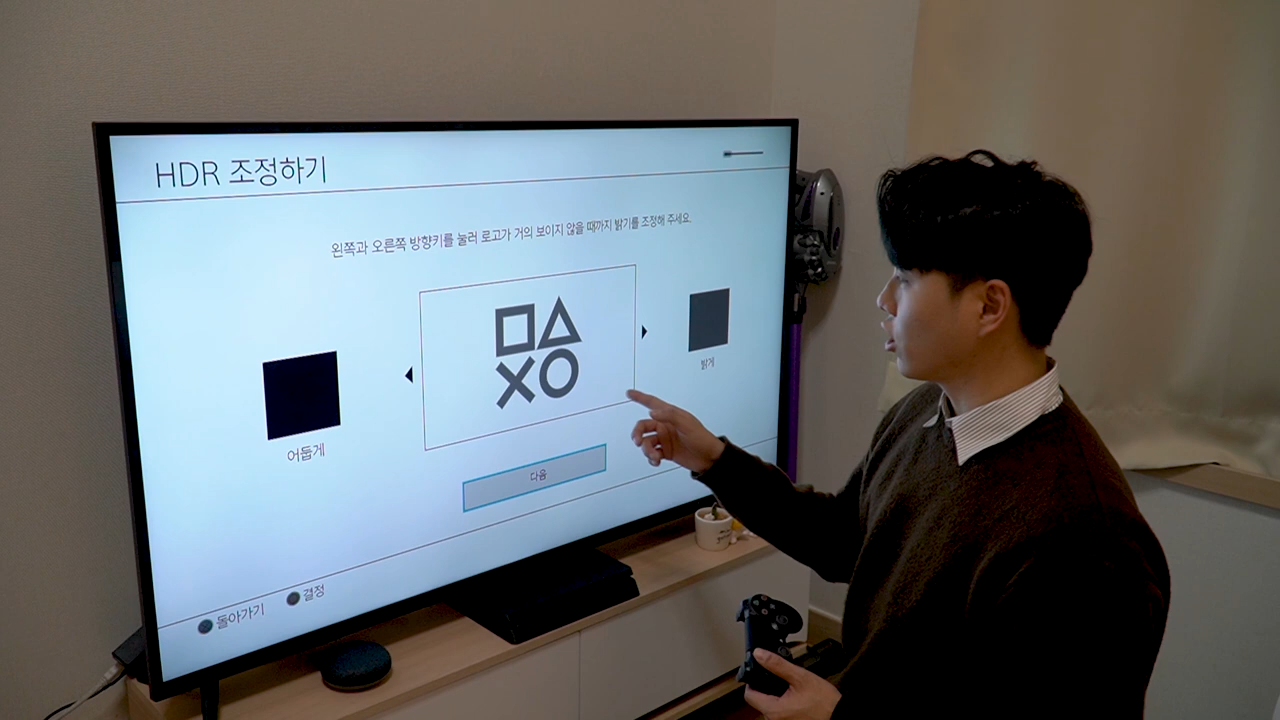 HDR 조정하기
왼쪽과 오른쪽 방향키를 눌러 로고가 거의 보이지 않을 때까지 밝기를 조정해 주세요.
어둡게
밝게
다음
돌아가기
결정